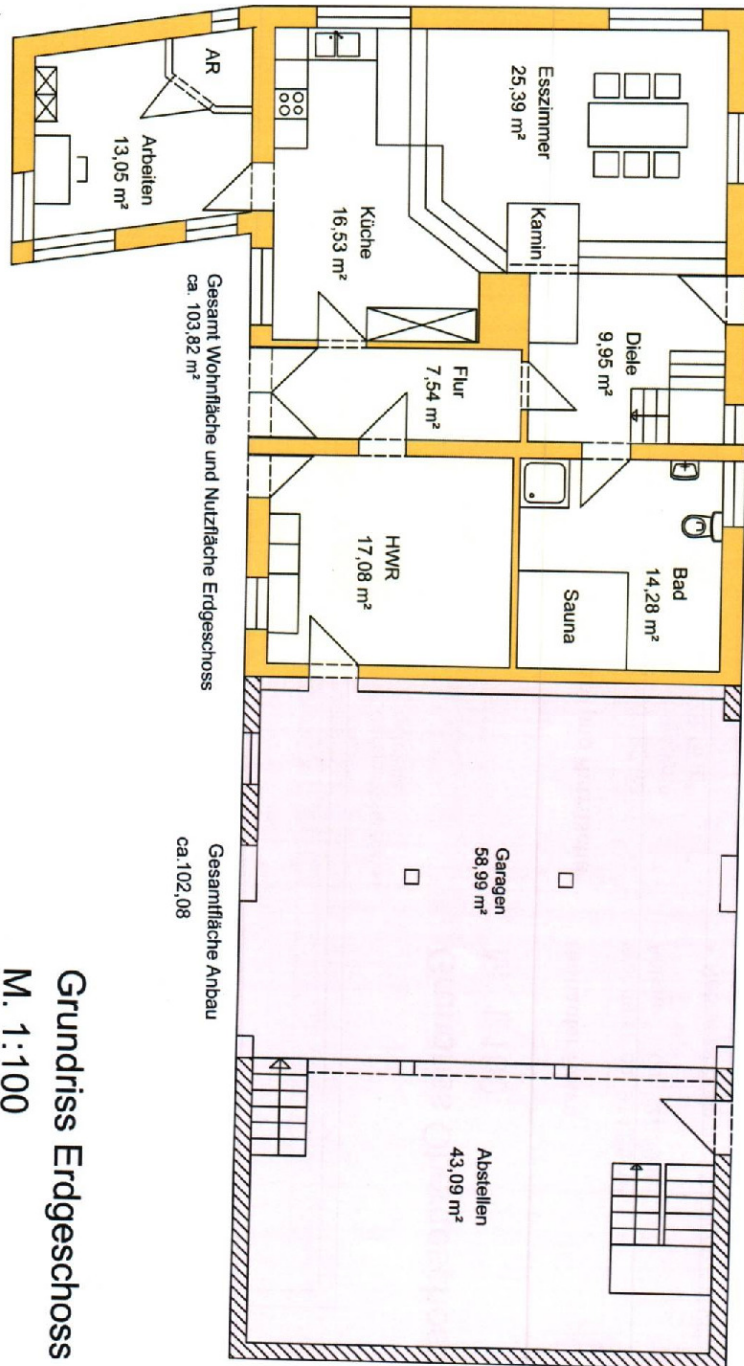 AR
Arbeiten
13,05 m²
Esszimmer
25,39 m²
Küche
16,53 m²
Kamin
Diele
9,95 m²
Flur
7,54 m²
Bad
14,28 m²
Sauna
HWR
17,08 m²
Garagen
58,99 m²
Abstellen
43,09 m²
Gesamt Wohnfläche und Nutzfläche Erdgeschoss
ca. 103,82 m²
Gesamtfläche Anbau
ca.102,08
Grundriss Erdgeschoss
M. 1:100